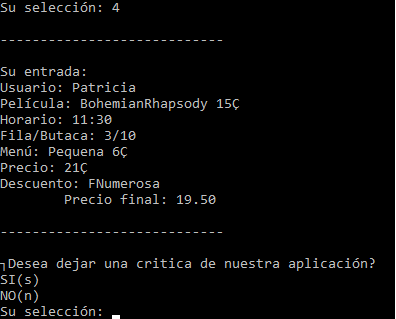 Su selección: 4
----------------------------
Su entrada:
Usuario: Patricia
Película: BohemianRhapsody 15Ç
Horario: 11:30
Fila/Butaca: 3/10
Menú: Pequena 6Ç
Precio: 21Ç
Descuento: FNumerosa
Precio final: 19.50
----------------------------
┐Desea dejar una critica de nuestra aplicación?
SI(s)
NO(n)
Su selección: